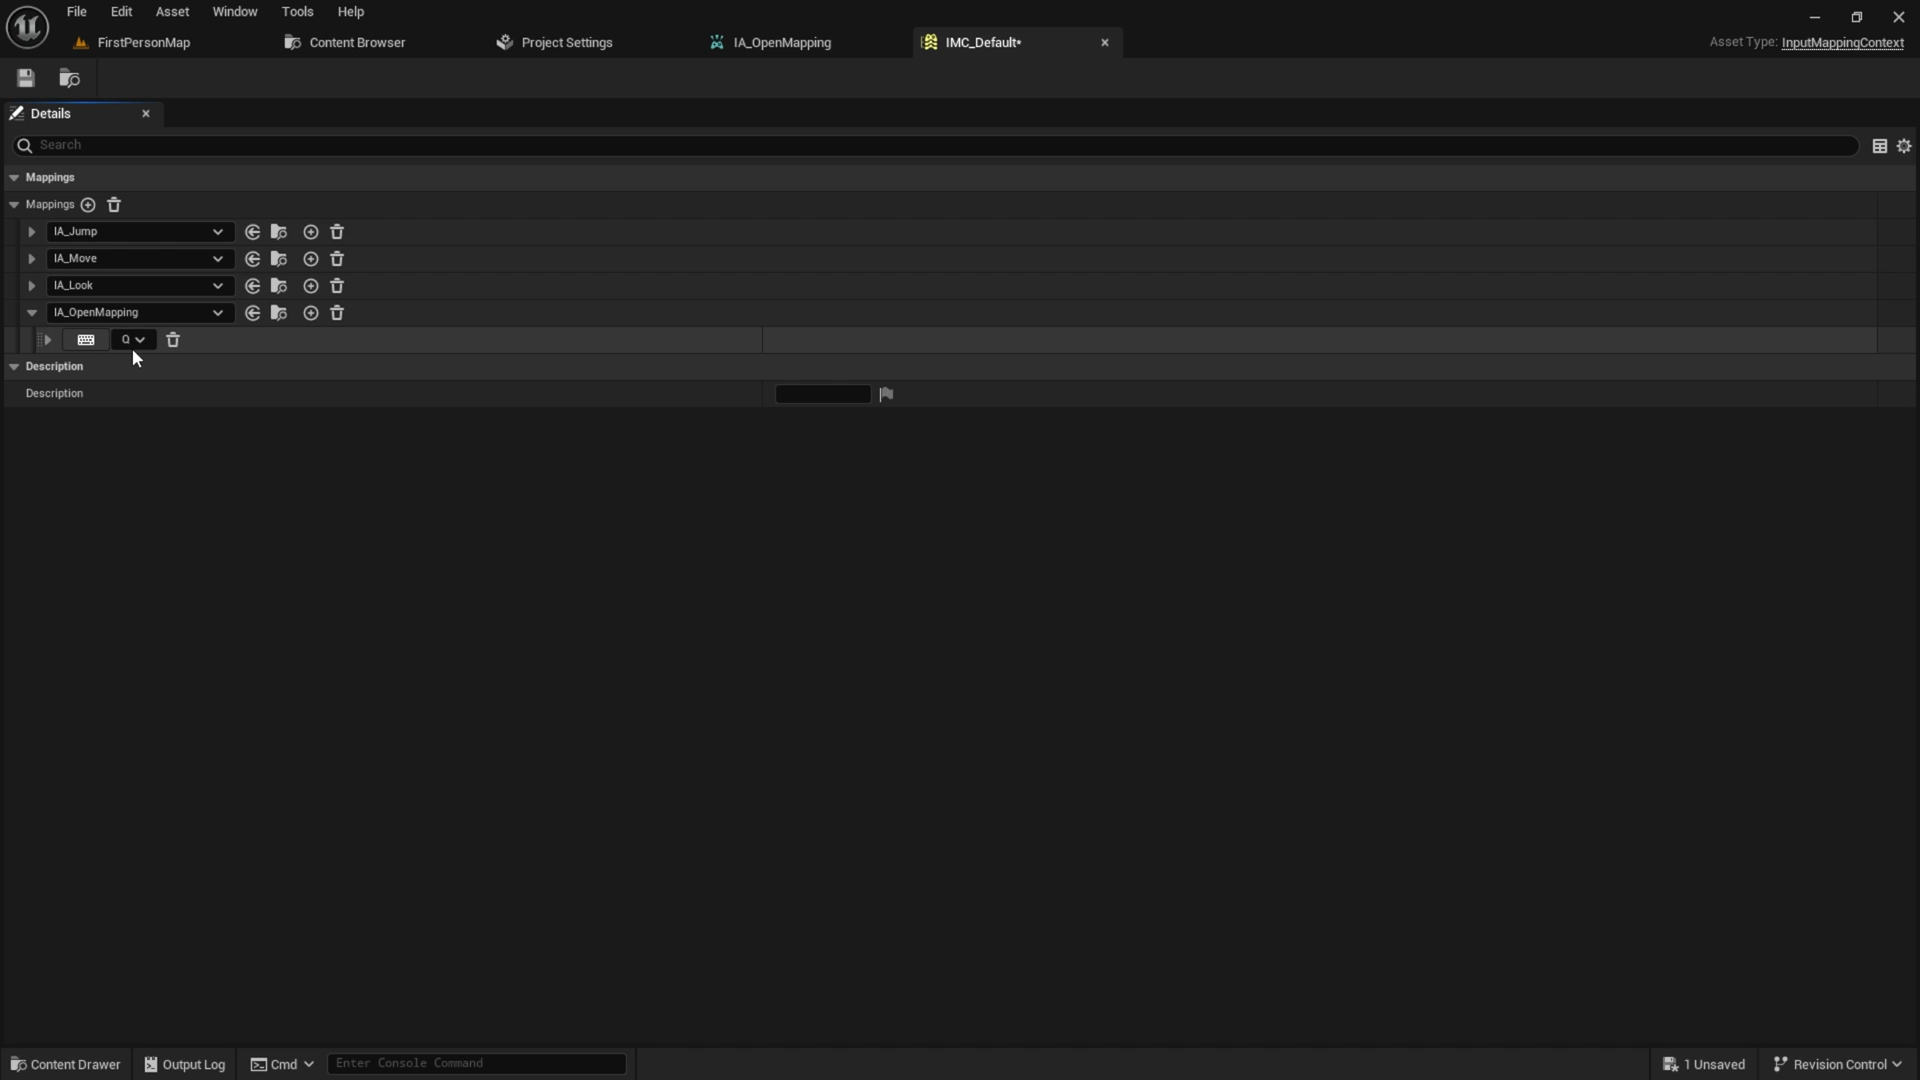 File Edit Asset Window Tools Help
FirstPersonMap Content Browser Project Settings IA_OpenMapping IMC_Default* Asset Type: InputMappingContext
Details
Search
Mappings
Mappings
IA_Jump
IA_Move
IA_Look
IA_OpenMapping
Q
Description
Description
Content Drawer Output Log Cmd Enter Console Command 1 Unsaved Revision Control